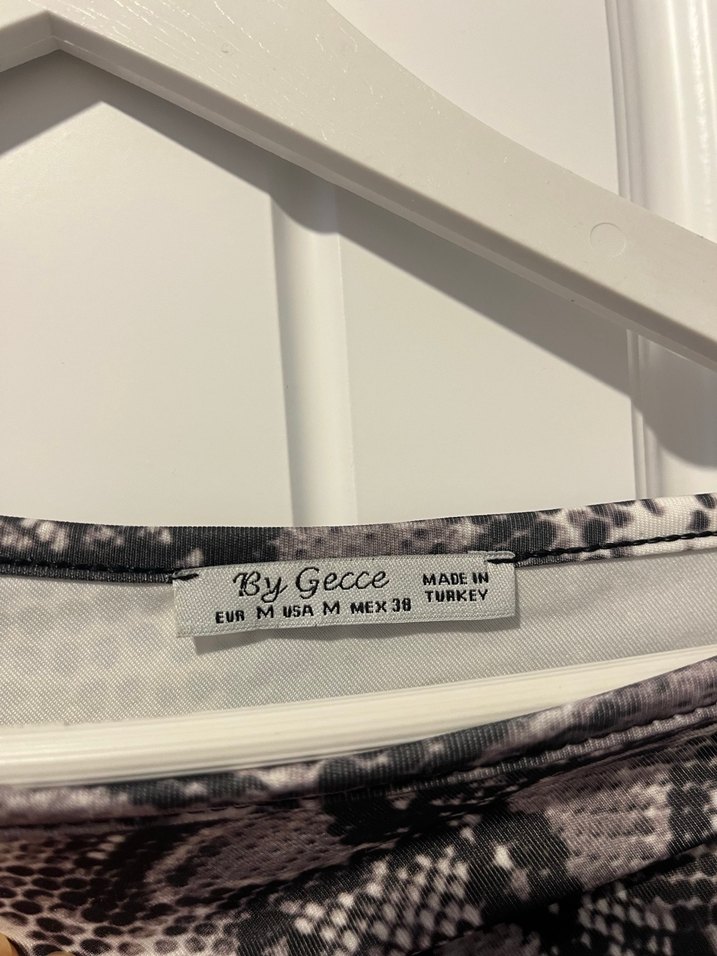 By Gecce
EUR M USA M MEX 38
MADE IN
TURKEY